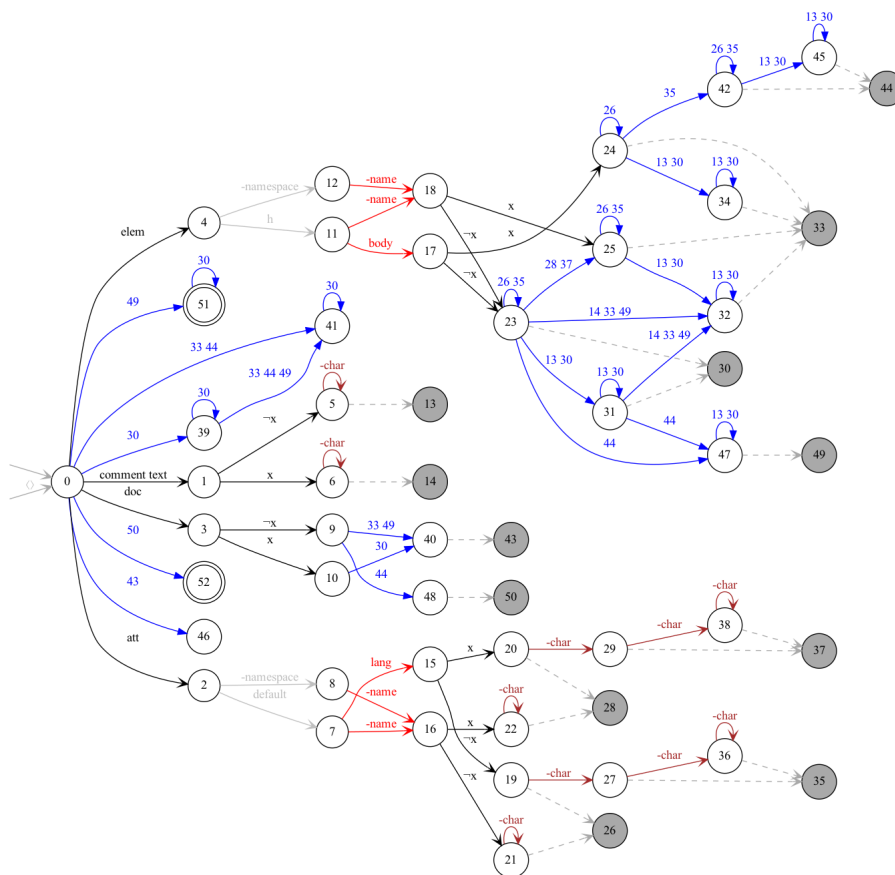 13 30
26 35
45
13 30
42
44
35
26
24
13 30
13 30
34
33
-namespace
12
-name
-name
18
x
elem
4
h
11
body
17
¬x
x
¬x
26 35
25
13 30
13 30
28 37
26 35
23
14 33 49
32
14 33 49
30
49
51
30
41
33 44
33 44 49
-char
5
13
30
30
39
¬x
13 30
13 30
31
30
44
44
13 30
47
49
-char
()
0
comment text
1
x
6
14
doc
3
¬x
x
9
33 49
30
40
43
10
44
48
50
50
52
43
46
att
2
-namespace
default
8
7
lang
-name
-name
15
x
20
-char
29
-char
-char
38
37
28
16
x
¬x
-char
22
¬x
19
-char
27
-char
-char
36
35
26
-char
21